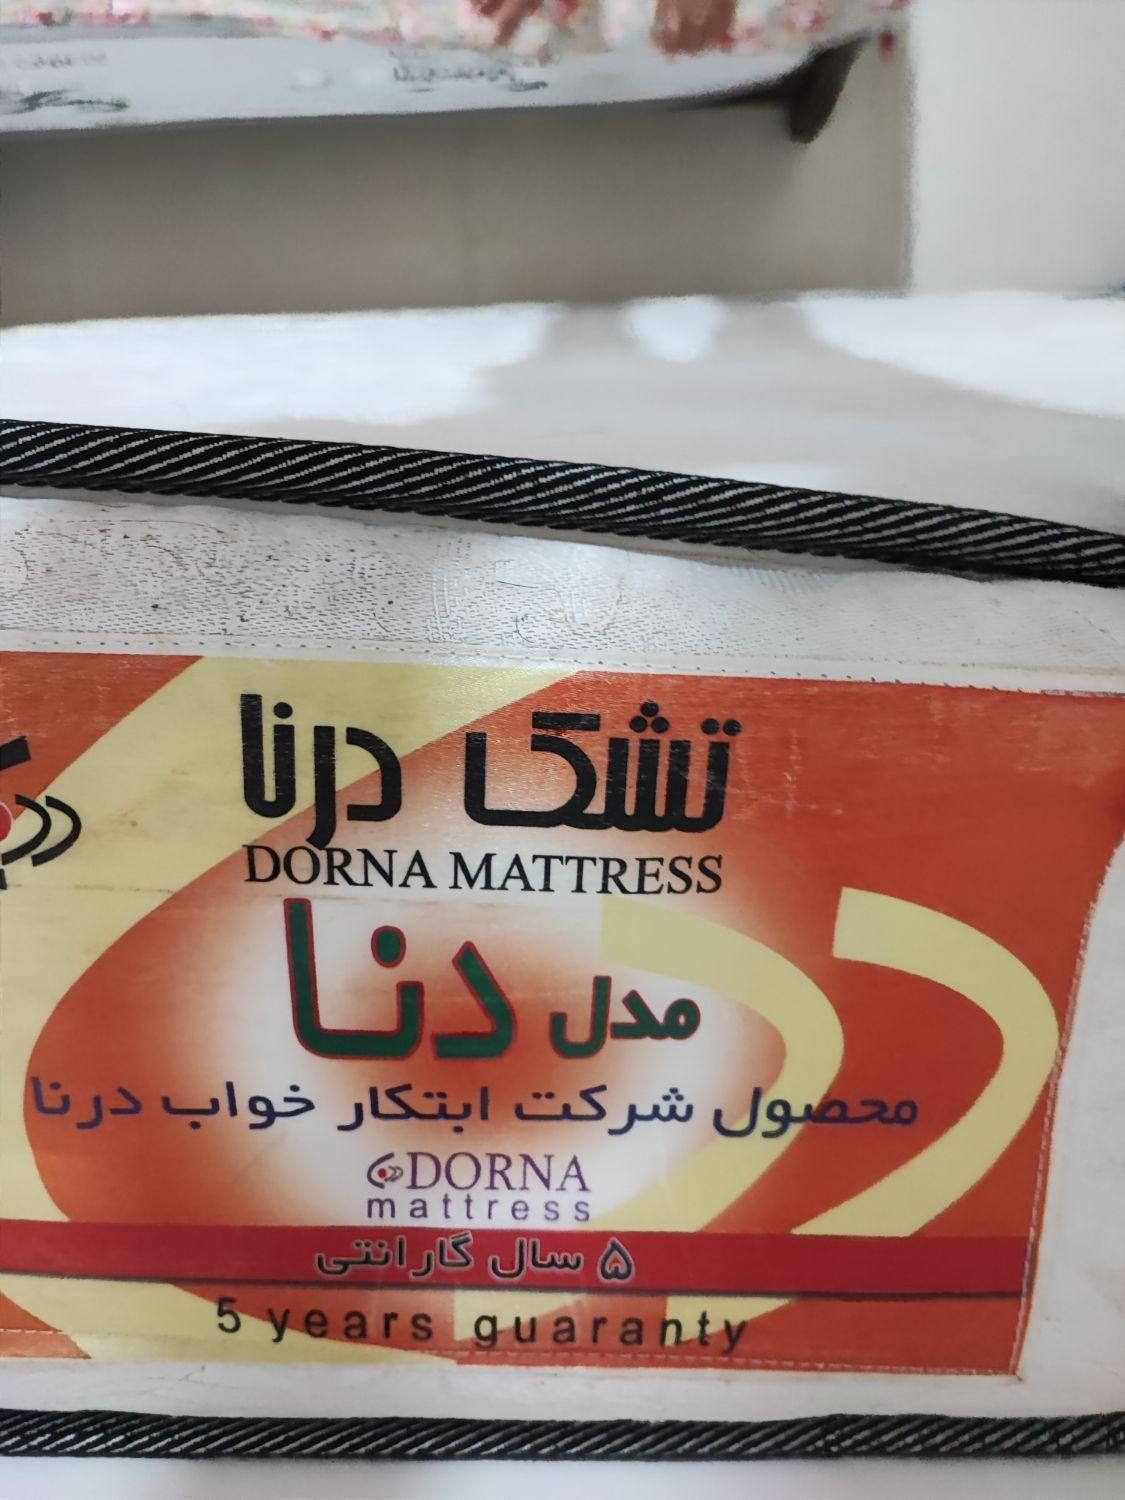 تشک درنا
DORNA MATTRESS
مدل دنا
محصول شرکت ابتکار خواب درنا
DORNA
mattress
۵ سال گارانتی
5 years guaranty